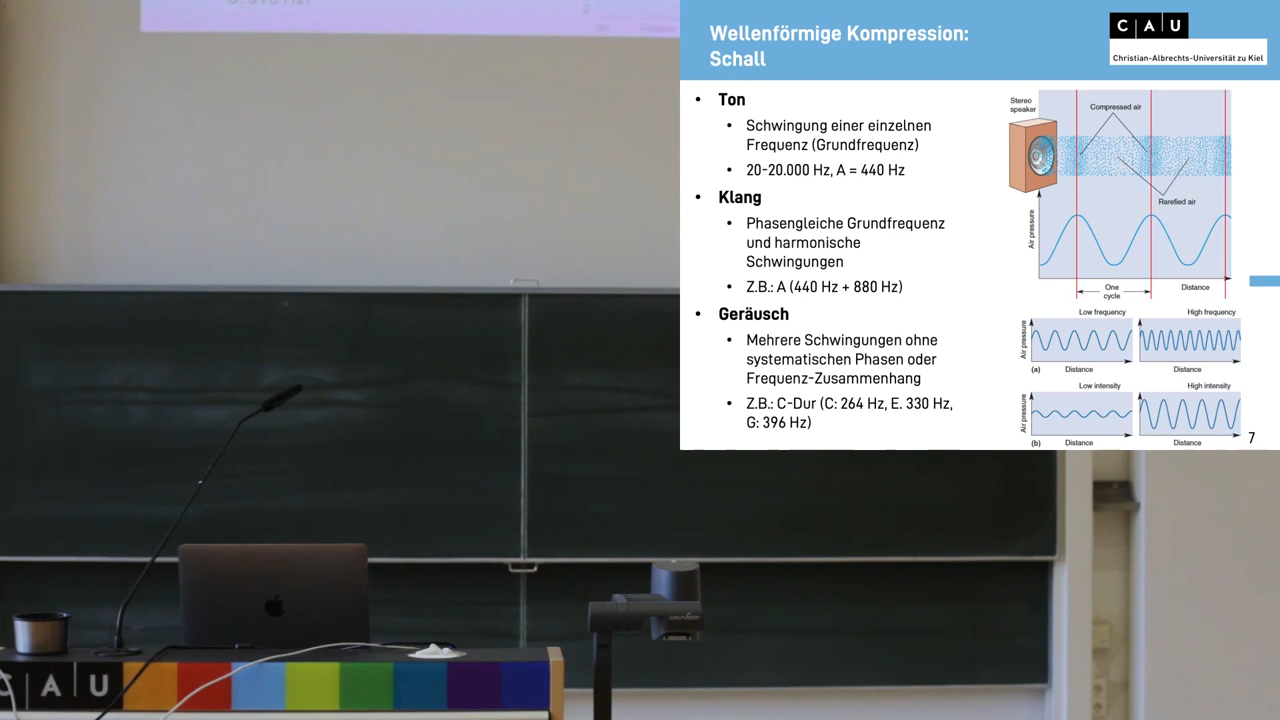 Wellenförmige Kompression:
Schall
C A U
Christian-Albrechts-Universität zu Kiel
• Ton
• Schwingung einer einzelnen
Frequenz (Grundfrequenz)
• 20-20.000 Hz, A = 440 Hz
• Klang
• Phasengleiche Grundfrequenz
und harmonische
Schwingungen
• Z.B.: A (440 Hz + 880 Hz)
• Geräusch
• Mehrere Schwingungen ohne
systematischen Phasen oder
Frequenz-Zusammenhang
• Z.B.: C-Dur (C: 264 Hz, E. 330 Hz,
G: 396 Hz)
Stereo
speaker
Compressed air
Rarefied air
Air pressure
One
cycle
Distance
Low frequency
High frequency
Air pressure
(a)
Distance
Distance
Low intensity
High intensity
Air pressure
(b)
Distance
Distance
7
C A U